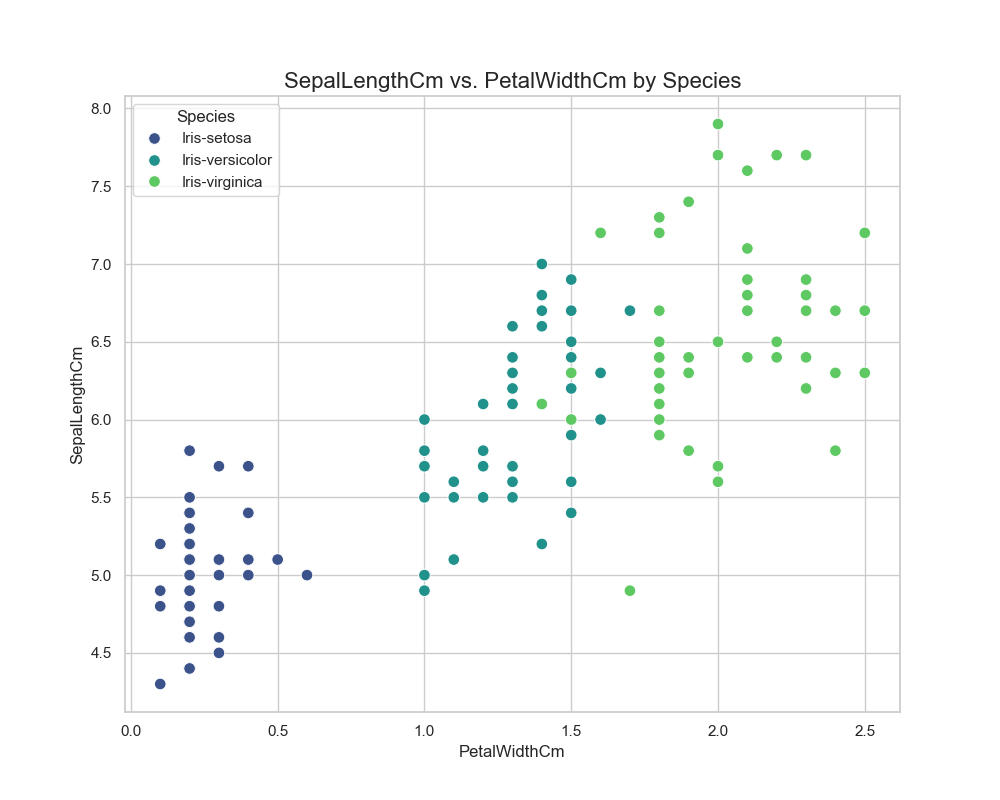 SepalLengthCm vs. PetalWidthCm by Species
Species
Iris-setosa
Iris-versicolor
Iris-virginica
SepalLengthCm
8.0
7.5
7.0
6.5
6.0
5.5
5.0
4.5
0.0 0.5 1.0 1.5 2.0 2.5
PetalWidthCm